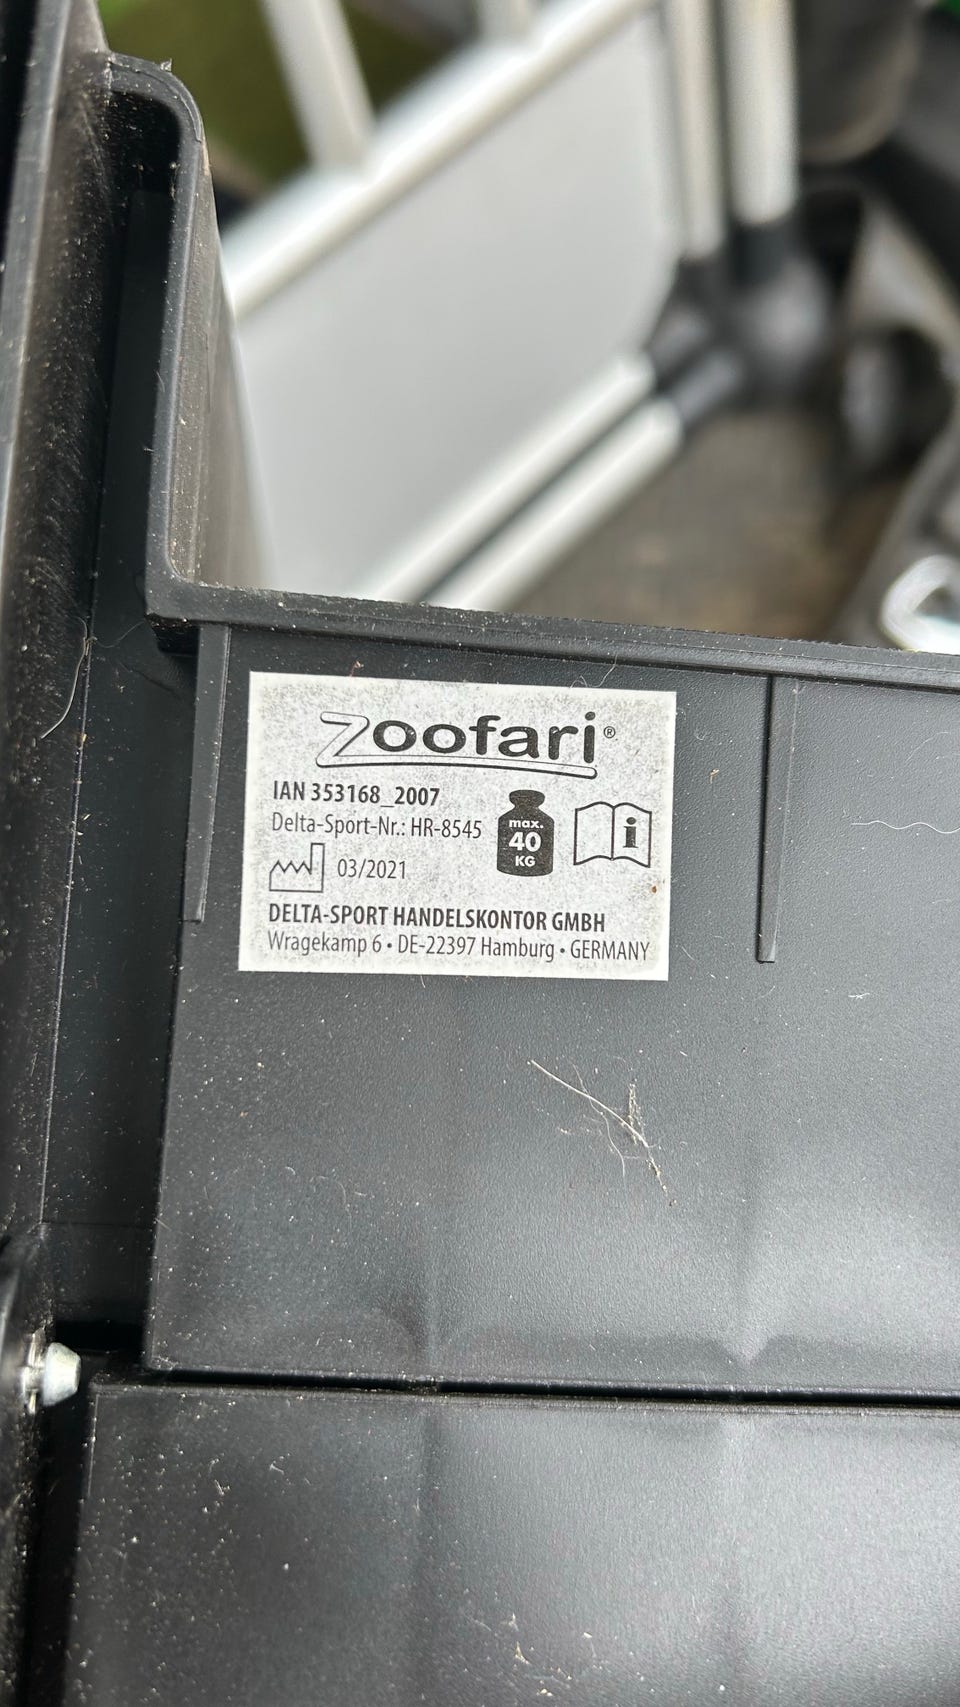 zoofari®
IAN 353168_2007
Delta-Sport-Nr.: HR-8545
max.
40
KG
i
03/2021
DELTA-SPORT HANDELSKONTOR GMBH
Wragekamp 6 • DE-22397 Hamburg • GERMANY